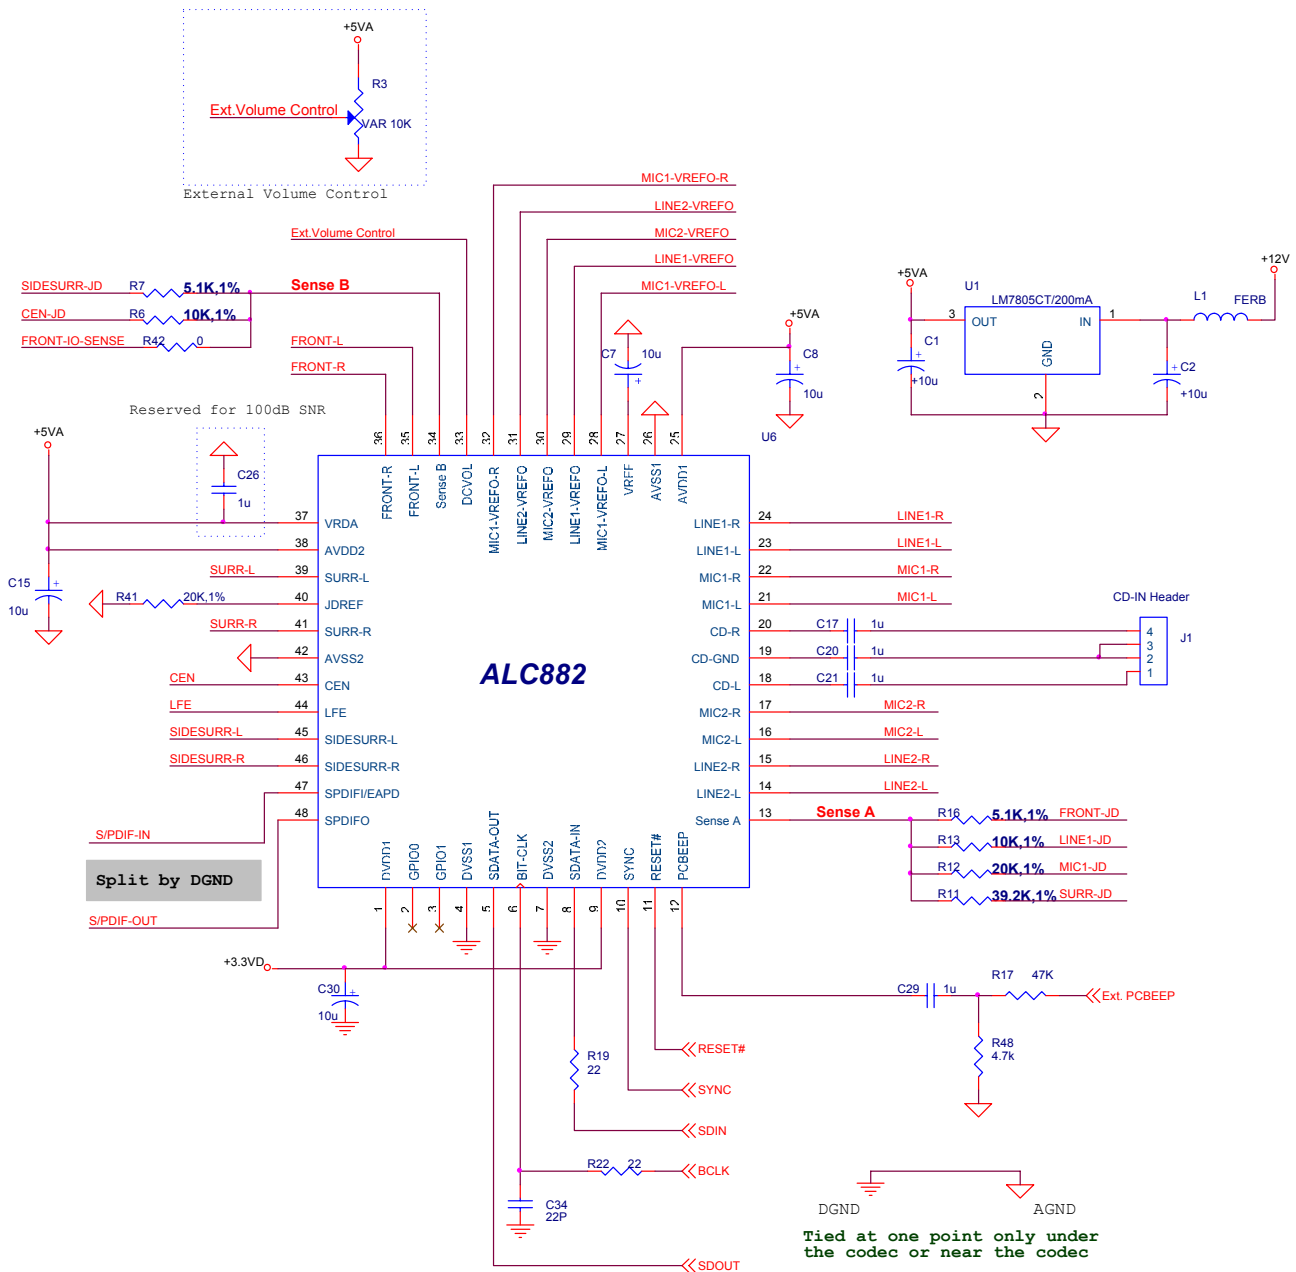 +5VA
R3
Ext.Volume Control
VAR 10K
External Volume Control
MIC1-VREFO-R
LINE2-VREFO
Ext.Volume Control
MIC2-VREFO
LINE1-VREFO
MIC1-VREFO-L
SIDESURR-JD R7 5.1K,1% Sense B
CEN-JD R6 10K,1%
FRONT-IO-SENSE R42 0
FRONT-L
FRONT-R
C7 10u
+5VA
C8
10u
+5VA
U1
LM7805CT/200mA
+12V
L1 FERB
3 OUT IN 1
GND
2
C1
+10u
C2
+10u
Reserved for 100dB SNR
+5VA
C26
1u
U6
36 35 34 33 32 31 30 29 28 27 26 25
FRONT-R
FRONT-L
Sense B
DCVOL
MIC1-VREFO-R
LINE2-VREFO
MIC2-VREFO
LINE1-VREFO
MIC1-VREFO-L
VREF
AVSS1
AVDD1
37 VRDA
38 AVDD2
C15
10u
SURR-L 39 SURR-L
R41 20K,1% 40 JDREF
SURR-R 41 SURR-R
42 AVSS2
CEN 43 CEN
LFE 44 LFE
SIDESURR-L 45 SIDESURR-L
SIDESURR-R 46 SIDESURR-R
47 SPDIFI/EAPD
48 SPDIFO
S/PDIF-IN
Split by DGND
S/PDIF-OUT
ALC882
LINE1-R 24 LINE1-R
LINE1-L 23 LINE1-L
MIC1-R 22 MIC1-R
MIC1-L 21 MIC1-L
CD-R 20 C17 1u
CD-GND 19 C20 1u
CD-L 18 C21 1u
CD-IN Header
J1
4
3
2
1
MIC2-R 17 MIC2-R
MIC2-L 16 MIC2-L
LINE2-R 15 LINE2-R
LINE2-L 14 LINE2-L
Sense A 13 Sense A
R16 5.1K,1% FRONT-JD
R13 10K,1% LINE1-JD
R12 20K,1% MIC1-JD
R11 39.2K,1% SURR-JD
DVDD1
GPIO0
GPIO1
DVSS1
SDATA-OUT
BIT-CLK
DVSS2
SDATA-IN
DVDD2
SYNC
RESET#
PCBEEP
1 2 3 4 5 6 7 8 9 10 11 12
+3.3VD
C30
10u
C29 1u
R17 47K
Ext. PCBEEP
R48
4.7k
RESET#
R19
22
SYNC
SDIN
R22 22
BCLK
C34
22P
SDOUT
DGND AGND
Tied at one point only under
the codec or near the codec